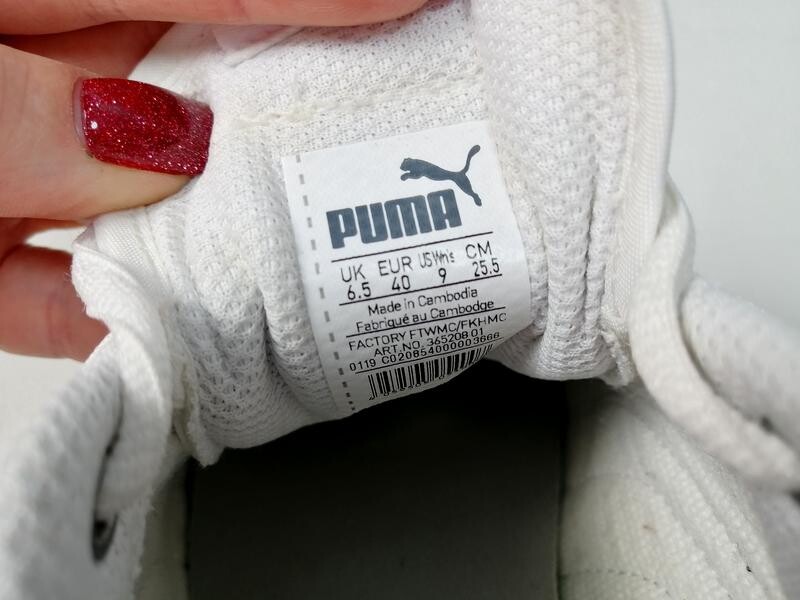 PUMA
UK EUR US Wn's CM
6.5 40 9 25.5
Made in Cambodia
Fabriqué au Cambodge
FACTORY FTWMC/FKHMC
ART.NO. 365208 01
0119 C020854000003666